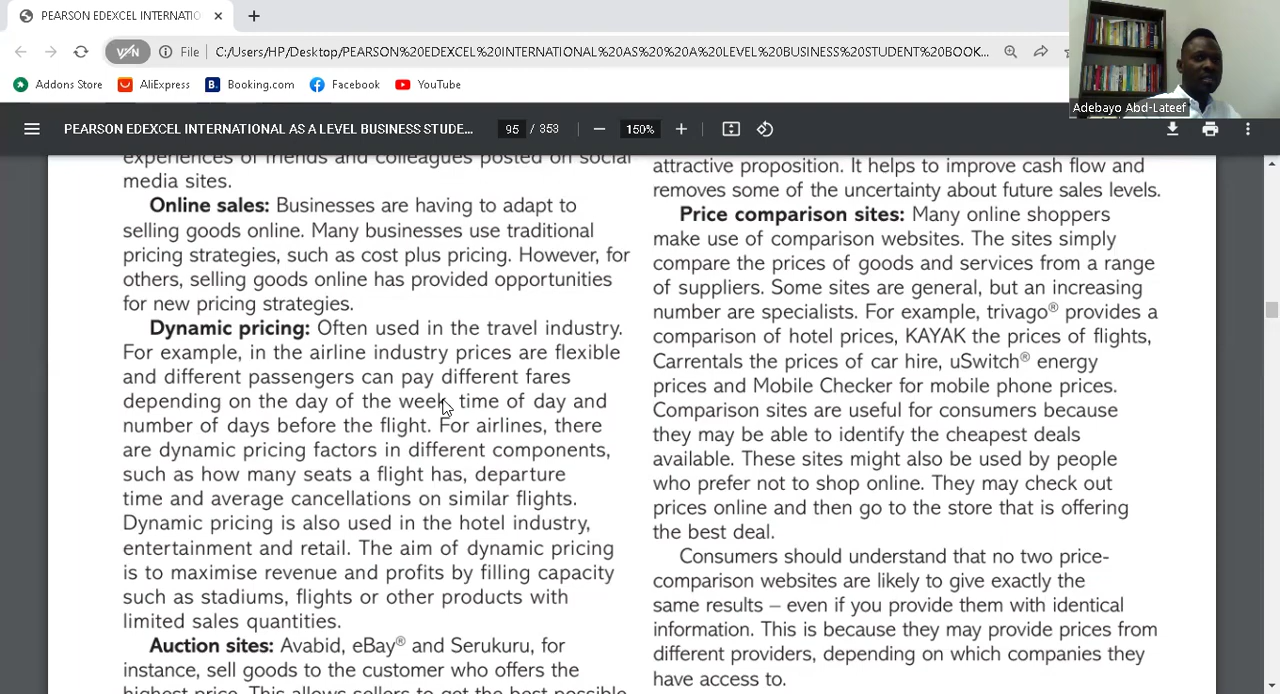 PEARSON EDEXCEL INTERNATIO
File
C:/Users/HP/Desktop/PEARSON%20EDEXCEL%20INTERNATIONAL%20AS%20%20A%20LEVEL%20BUSINESS%20STUDENT%20BOOK...
Addons Store
AliExpress
Booking.com
Facebook
YouTube
Adebayo Abd-Lateef
PEARSON EDEXCEL INTERNATIONAL AS A LEVEL BUSINESS STUDE...
95 / 353
150%
experiences of friends and colleagues posted on social
media sites.
Online sales: Businesses are having to adapt to
selling goods online. Many businesses use traditional
pricing strategies, such as cost plus pricing. However, for
others, selling goods online has provided opportunities
for new pricing strategies.
Dynamic pricing: Often used in the travel industry.
For example, in the airline industry prices are flexible
and different passengers can pay different fares
depending on the day of the week, time of day and
number of days before the flight. For airlines, there
are dynamic pricing factors in different components,
such as how many seats a flight has, departure
time and average cancellations on similar flights.
Dynamic pricing is also used in the hotel industry,
entertainment and retail. The aim of dynamic pricing
is to maximise revenue and profits by filling capacity
such as stadiums, flights or other products with
limited sales quantities.
Auction sites: Avabid, eBay® and Serukuru, for
instance, sell goods to the customer who offers the
highest price. This allows sellers to get the best possible
attractive proposition. It helps to improve cash flow and
removes some of the uncertainty about future sales levels.
Price comparison sites: Many online shoppers
make use of comparison websites. The sites simply
compare the prices of goods and services from a range
of suppliers. Some sites are general, but an increasing
number are specialists. For example, trivago® provides a
comparison of hotel prices, KAYAK the prices of flights,
Carrentals the prices of car hire, uSwitch® energy
prices and Mobile Checker for mobile phone prices.
Comparison sites are useful for consumers because
they may be able to identify the cheapest deals
available. These sites might also be used by people
who prefer not to shop online. They may check out
prices online and then go to the store that is offering
the best deal.
Consumers should understand that no two price-
comparison websites are likely to give exactly the
same results – even if you provide them with identical
information. This is because they may provide prices from
different providers, depending on which companies they
have access to.